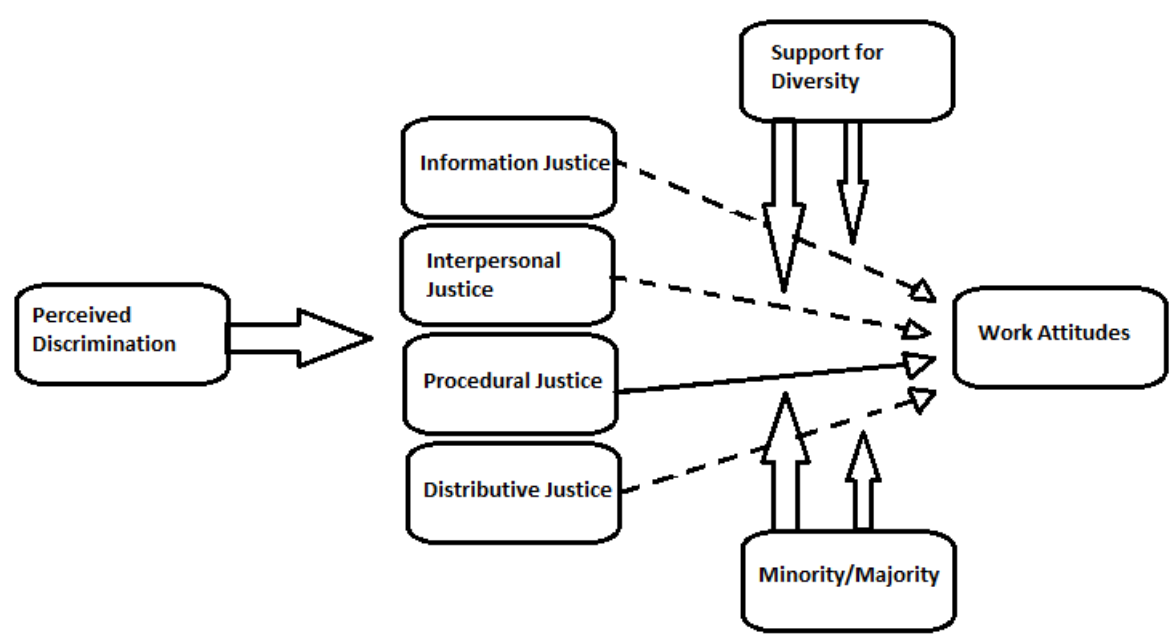 Support for
Diversity
Information Justice
Interpersonal
Justice
Perceived
Discrimination
Work Attitudes
Procedural Justice
Distributive Justice
Minority/Majority